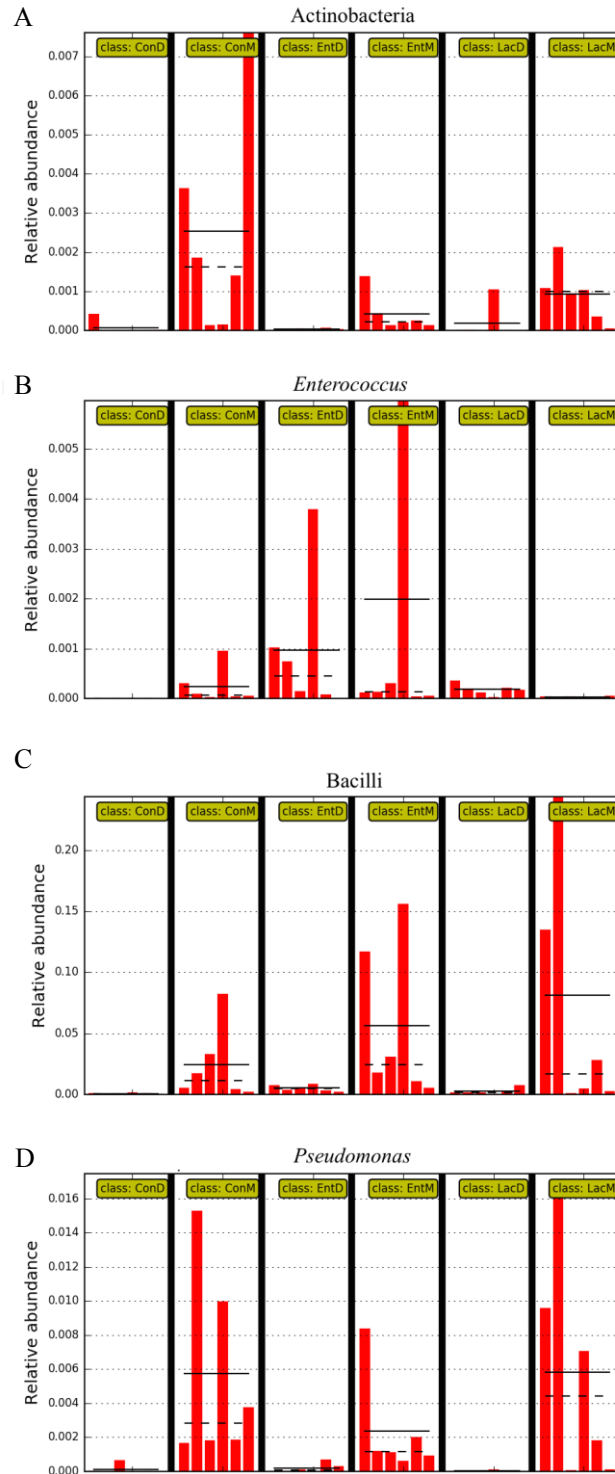 A
Actinobacteria
class: ConD class: ConM class: EntD class: EntM class: LacD class: LacM
0.007
0.006
0.005
0.004
0.003
0.002
0.001
0.000
Relative abundance
B
Enterococcus
class: ConD class: ConM class: EntD class: EntM class: LacD class: LacM
0.005
0.004
0.003
0.002
0.001
0.000
Relative abundance
C
Bacilli
class: ConD class: ConM class: EntD class: EntM class: LacD class: LacM
0.20
0.15
0.10
0.05
0.00
Relative abundance
D
Pseudomonas
class: ConD class: ConM class: EntD class: EntM class: LacD class: LacM
0.016
0.014
0.012
0.010
0.008
0.006
0.004
0.002
0.000
Relative abundance